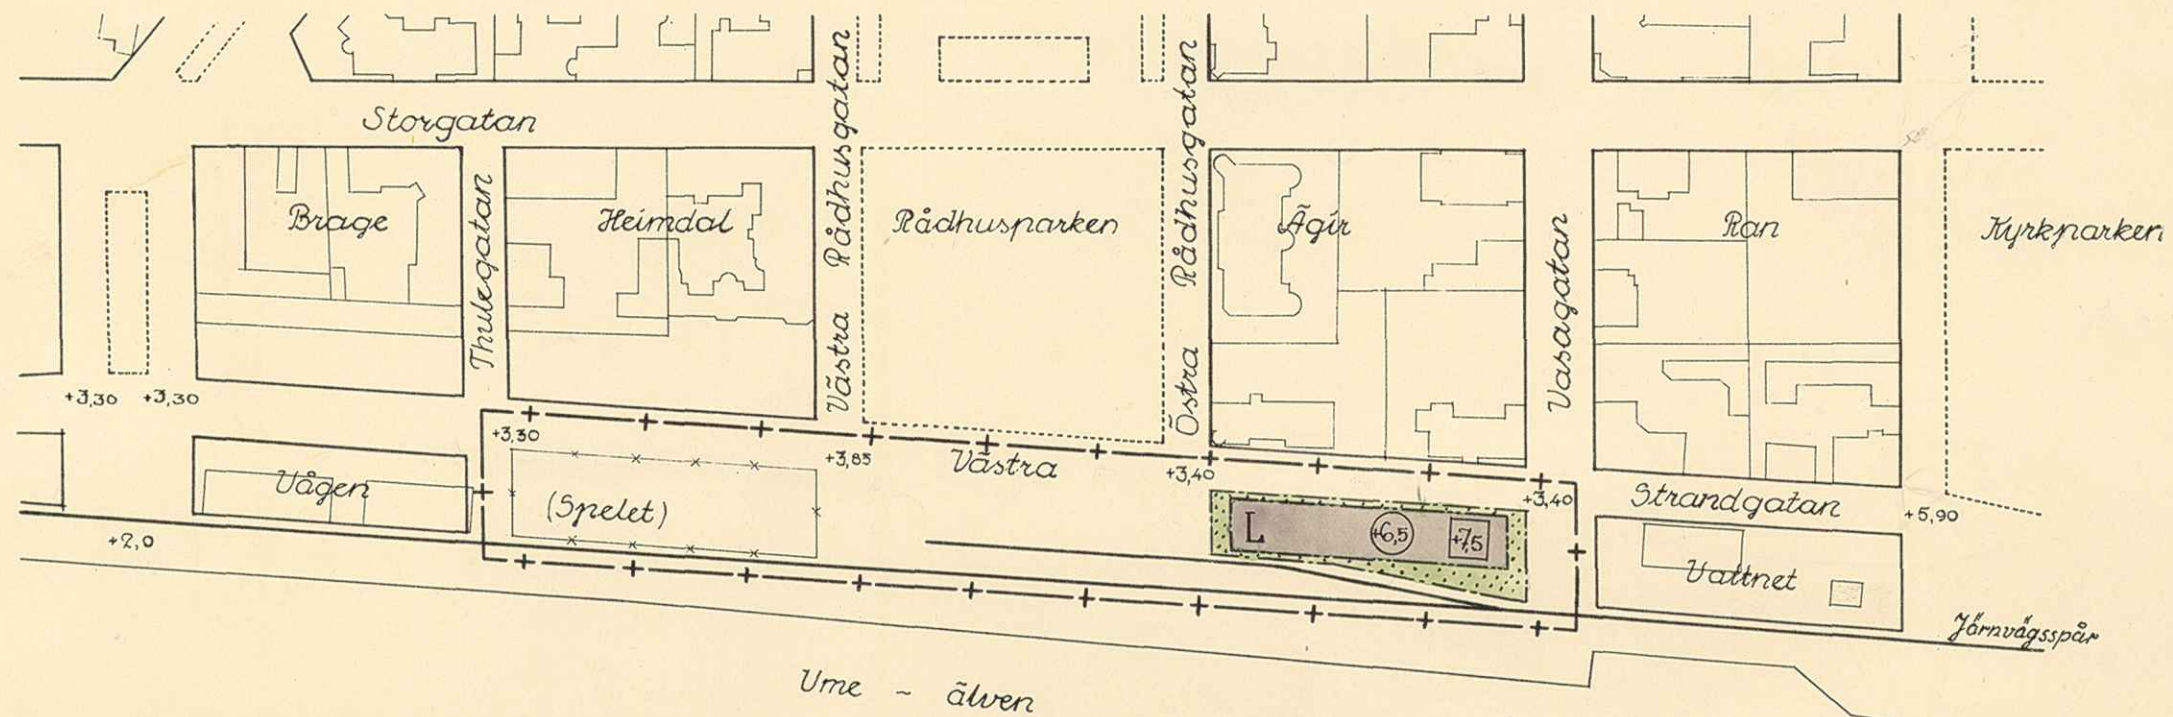 Storgatan
Västra Rådhusgatan
Östra Rådhusgatan
Brage
Thulegatan
Heimdal
Rådhusparken
Ägir
Vasagatan
Ran
Kyrkparken
+3,30 +3,30
+3,30
+3,85
Västra
+3,40
+3,40
Strandgatan
+5,90
Vågen
(Spelet)
L
+6,5
+7,5
+2,0
Vattnet
Järnvägsspår
Ume - älven